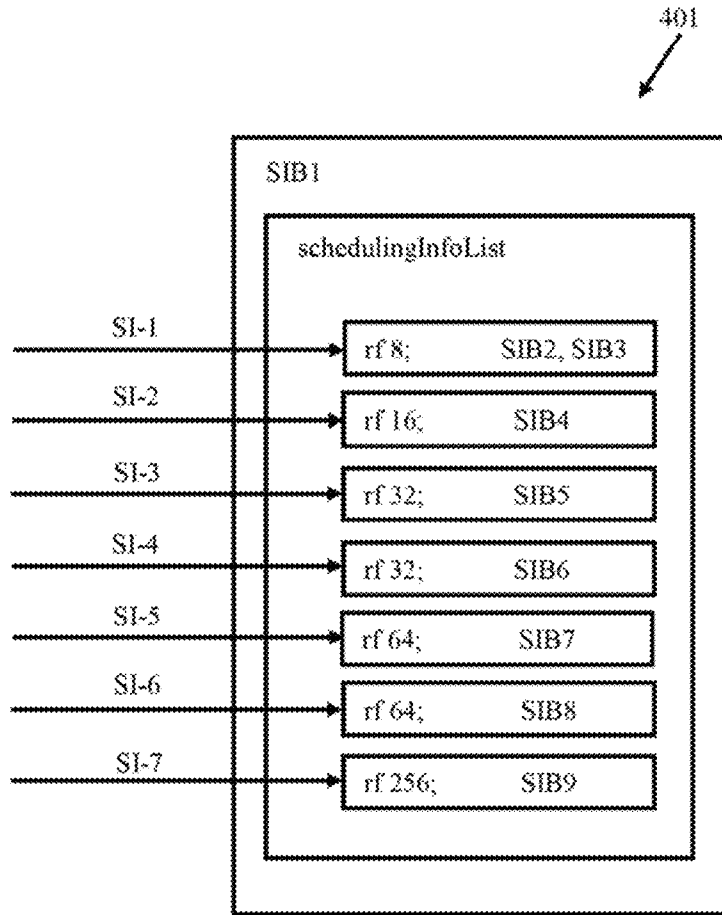 401
SIB1
schedulingInfoList
SI-1
rf 8; SIB2, SIB3
SI-2
rf 16; SIB4
SI-3
rf 32; SIB5
SI-4
rf 32; SIB6
SI-5
rf 64; SIB7
SI-6
rf 64; SIB8
SI-7
rf 256; SIB9